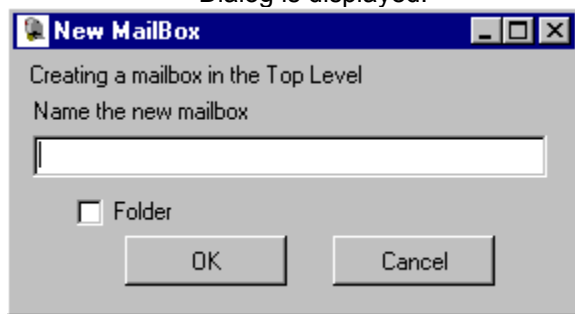 Dialog is displayed.
New MailBox
Creating a mailbox in the Top Level
Name the new mailbox
Folder
OK Cancel